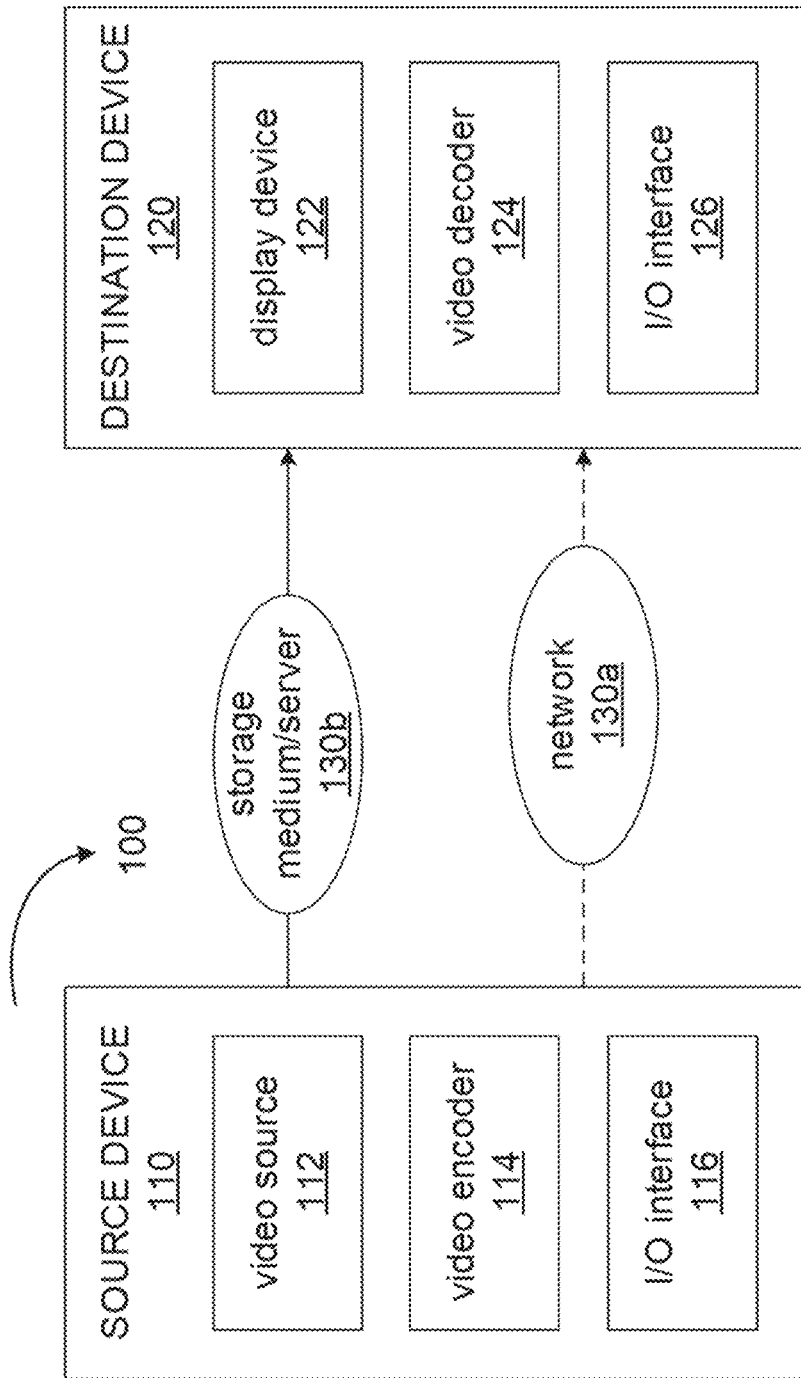 100
SOURCE DEVICE
110
video source
112
video encoder
114
I/O interface
116
storage
medium/server
130b
network
130a
DESTINATION DEVICE
120
display device
122
video decoder
124
I/O interface
126